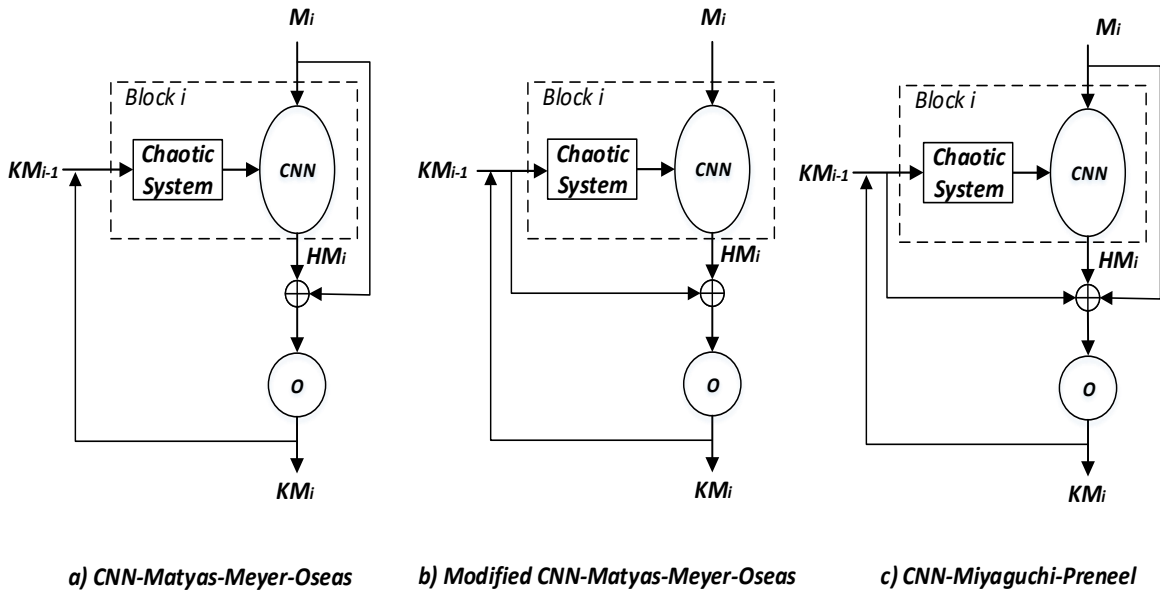 Mi
Block i
Chaotic
System
CNN
KMi-1
HMi
O
KMi
a) CNN-Matyas-Meyer-Oseas
Mi
Block i
Chaotic
System
CNN
KMi-1
HMi
O
KMi
b) Modified CNN-Matyas-Meyer-Oseas
Mi
Block i
Chaotic
System
CNN
KMi-1
HMi
O
KMi
c) CNN-Miyaguchi-Preneel